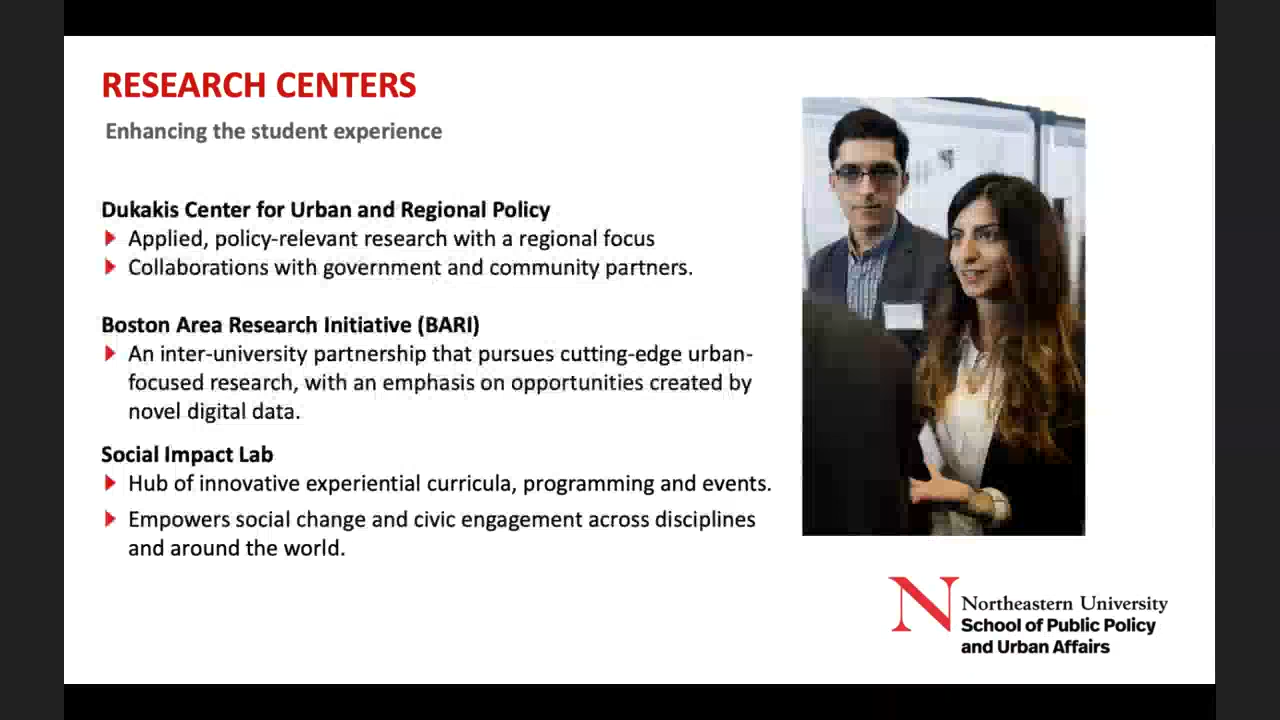 RESEARCH CENTERS
Enhancing the student experience
Dukakis Center for Urban and Regional Policy
Applied, policy-relevant research with a regional focus
Collaborations with government and community partners.
Boston Area Research Initiative (BARI)
An inter-university partnership that pursues cutting-edge urban-
focused research, with an emphasis on opportunities created by
novel digital data.
Social Impact Lab
Hub of innovative experiential curricula, programming and events.
Empowers social change and civic engagement across disciplines
and around the world.
N
Northeastern University
School of Public Policy
and Urban Affairs